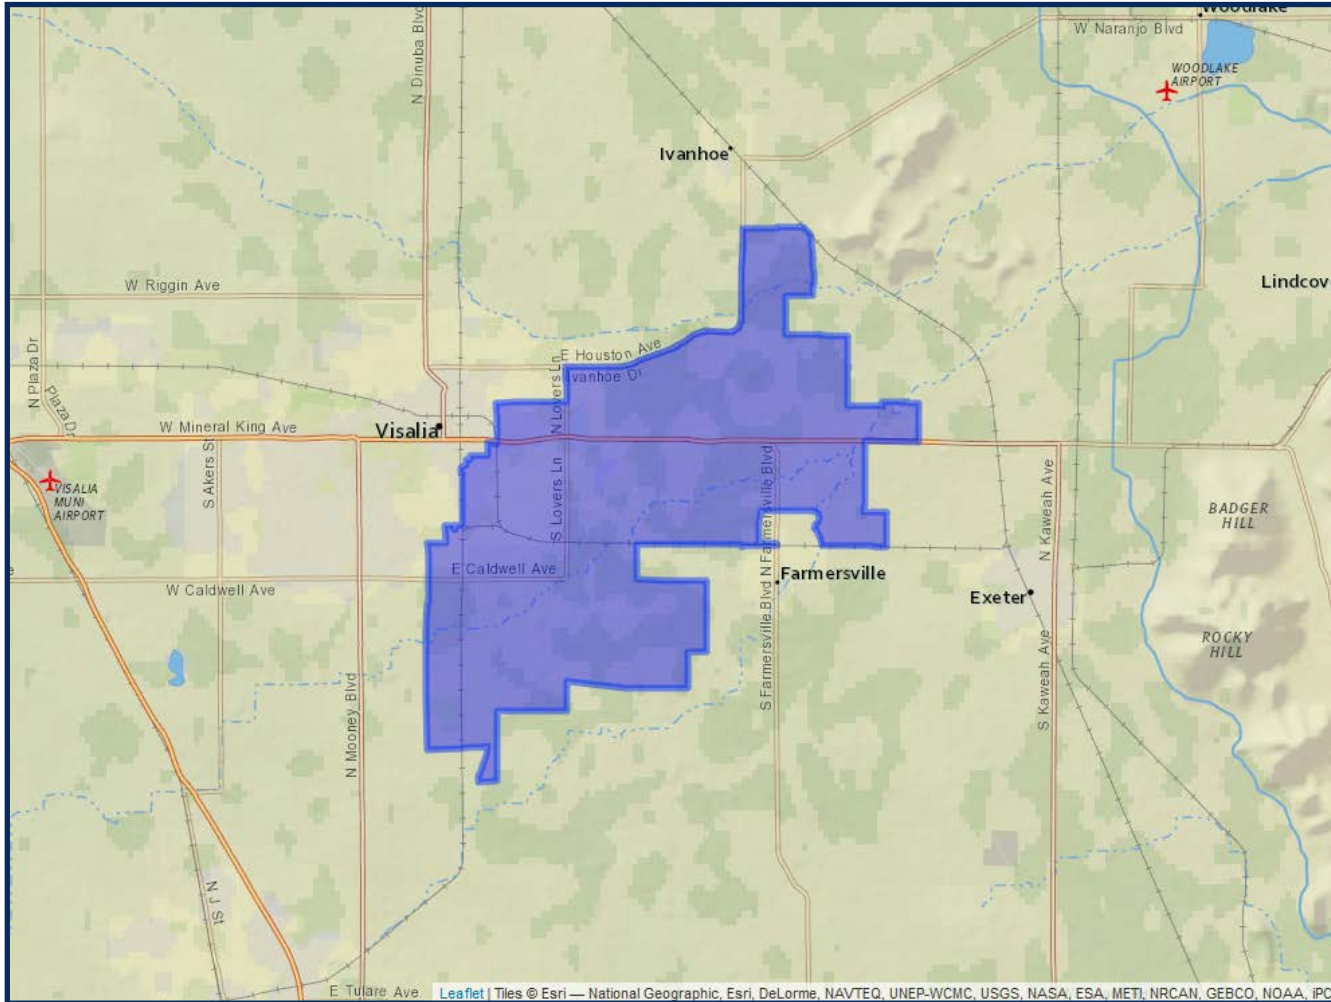 Woodlake
W Naranjo Blvd
WOODLAKE
AIRPORT
N Dinuba Blvd
Ivanhoe
W Riggin Ave
Lindcov
N Plaza Dr
Plaza Dr
E Houston Ave
Ivanhoe Dr
N Lovers Ln
W Mineral King Ave
Visalia
S Akers St
S Lovers Ln
N Farmersville Blvd
N Kaweah Ave
VISALIA
MUNI
AIRPORT
BADGER
HILL
E Caldwell Ave
W Caldwell Ave
Farmersville
Exeter
S Farmersville Blvd
S Kaweah Ave
ROCKY
HILL
N Mooney Blvd
N J St
E Tulare Ave
Leaflet | Tiles © Esri — National Geographic, Esri, DeLorme, NAVTEQ, UNEP-WCMC, USGS, NASA, ESA, METI, NRCAN, GEBCO, NOAA, iPC